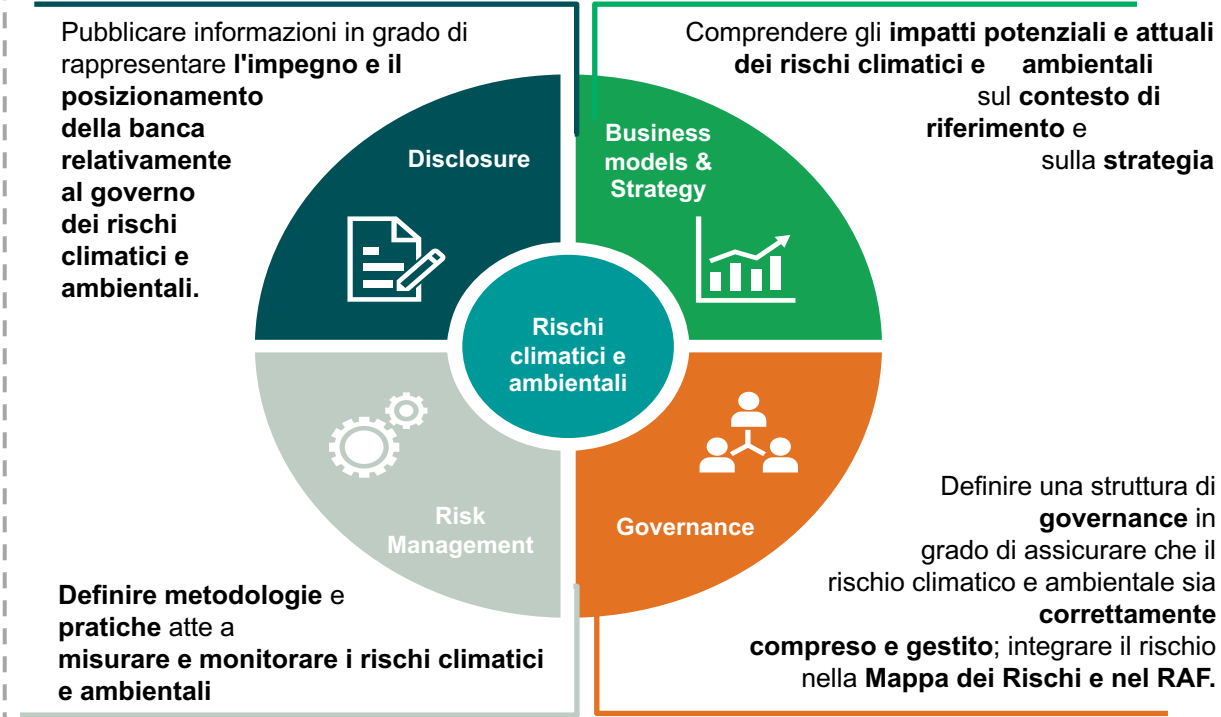 Pubblicare informazioni in grado di
rappresentare l'impegno e il
posizionamento
della banca
relativamente
al governo
dei rischi
climatici e
ambientali.
Comprendere gli impatti potenziali e attuali
dei rischi climatici e ambientali
sul contesto di
riferimento e
sulla strategia
Disclosure
Business
models &
Strategy
Rischi
climatici e
ambientali
Risk
Management
Governance
Definire metodologie e
pratiche atte a
misurare e monitorare i rischi climatici
e ambientali
Definire una struttura di
governance in
grado di assicurare che il
rischio climatico e ambientale sia
correttamente
compreso e gestito; integrare il rischio
nella Mappa dei Rischi e nel RAF.